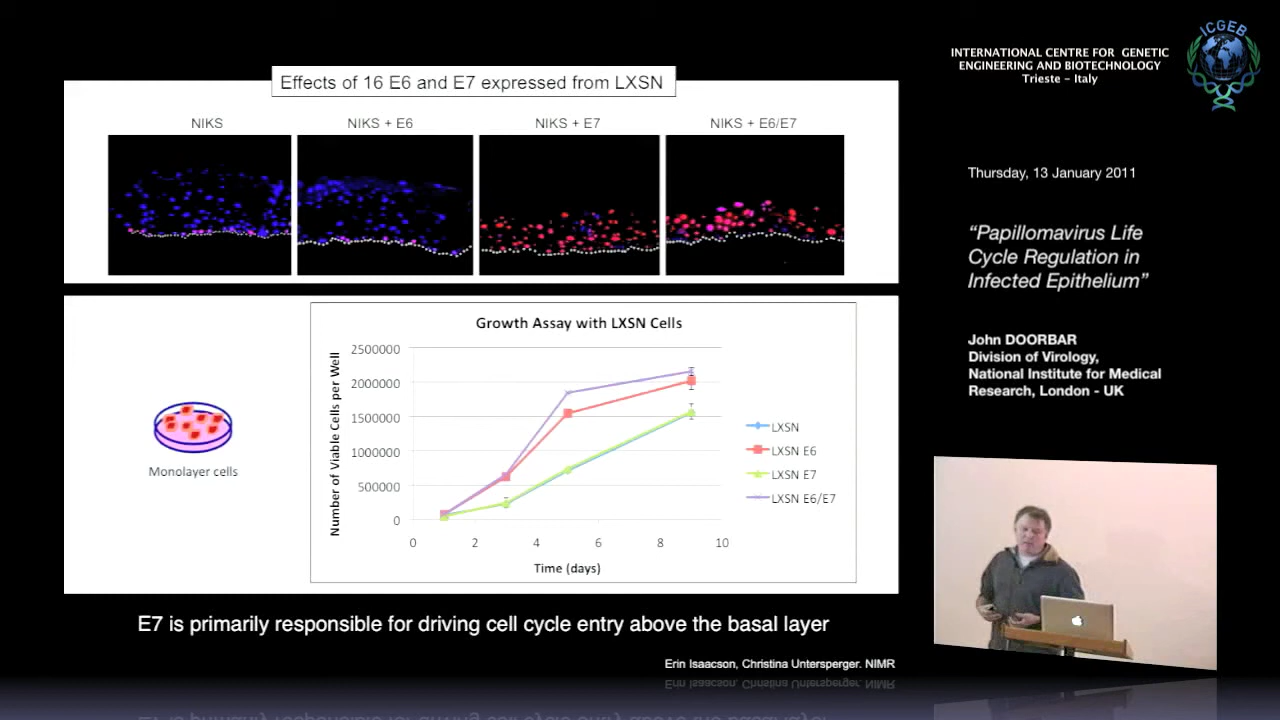 Effects of 16 E6 and E7 expressed from LXSN
NIKS
NIKS + E6
NIKS + E7
NIKS + E6/E7
Growth Assay with LXSN Cells
Number of Viable Cells per Well
2500000
2000000
1500000
1000000
500000
0
0 2 4 6 8 10
Time (days)
LXSN
LXSN E6
LXSN E7
LXSN E6/E7
Monolayer cells
E7 is primarily responsible for driving cell cycle entry above the basal layer
Erin Isaacson, Christina Untersperger. NIMR
INTERNATIONAL CENTRE FOR GENETIC
ENGINEERING AND BIOTECHNOLOGY
Trieste – Italy
ICGEB
Thursday, 13 January 2011
“Papillomavirus Life
Cycle Regulation in
Infected Epithelium”
John DOORBAR
Division of Virology,
National Institute for Medical
Research, London - UK